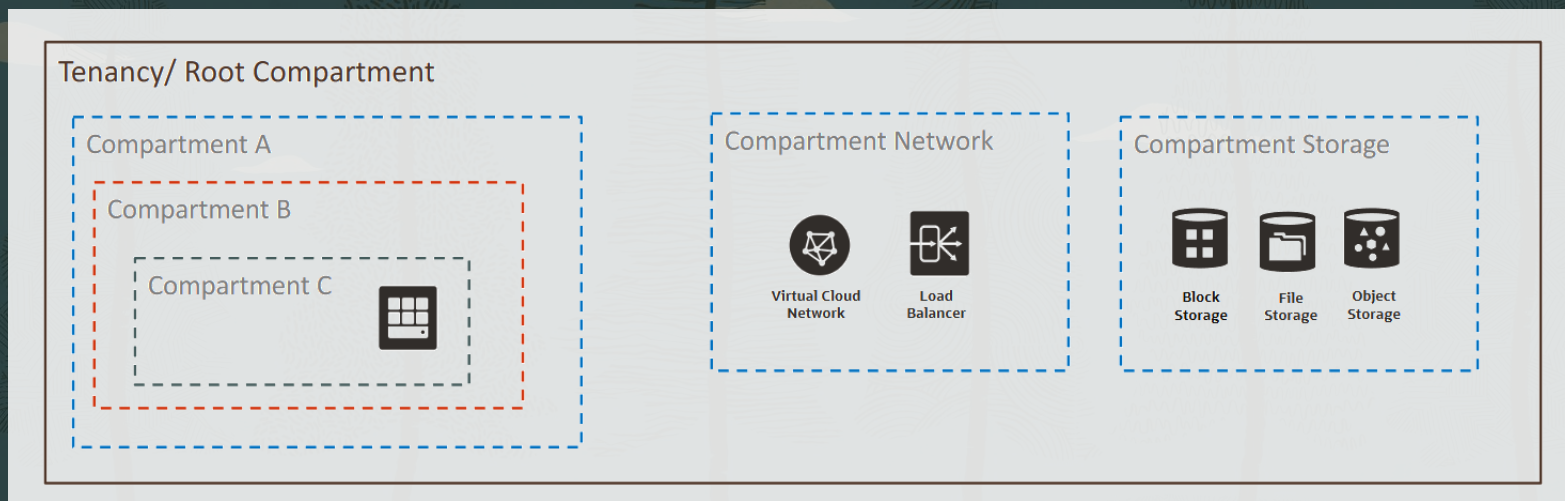 Tenancy/ Root Compartment
Compartment A
Compartment B
Compartment C
Compartment Network
Virtual Cloud
Network
Load
Balancer
Compartment Storage
Block
Storage
File
Storage
Object
Storage